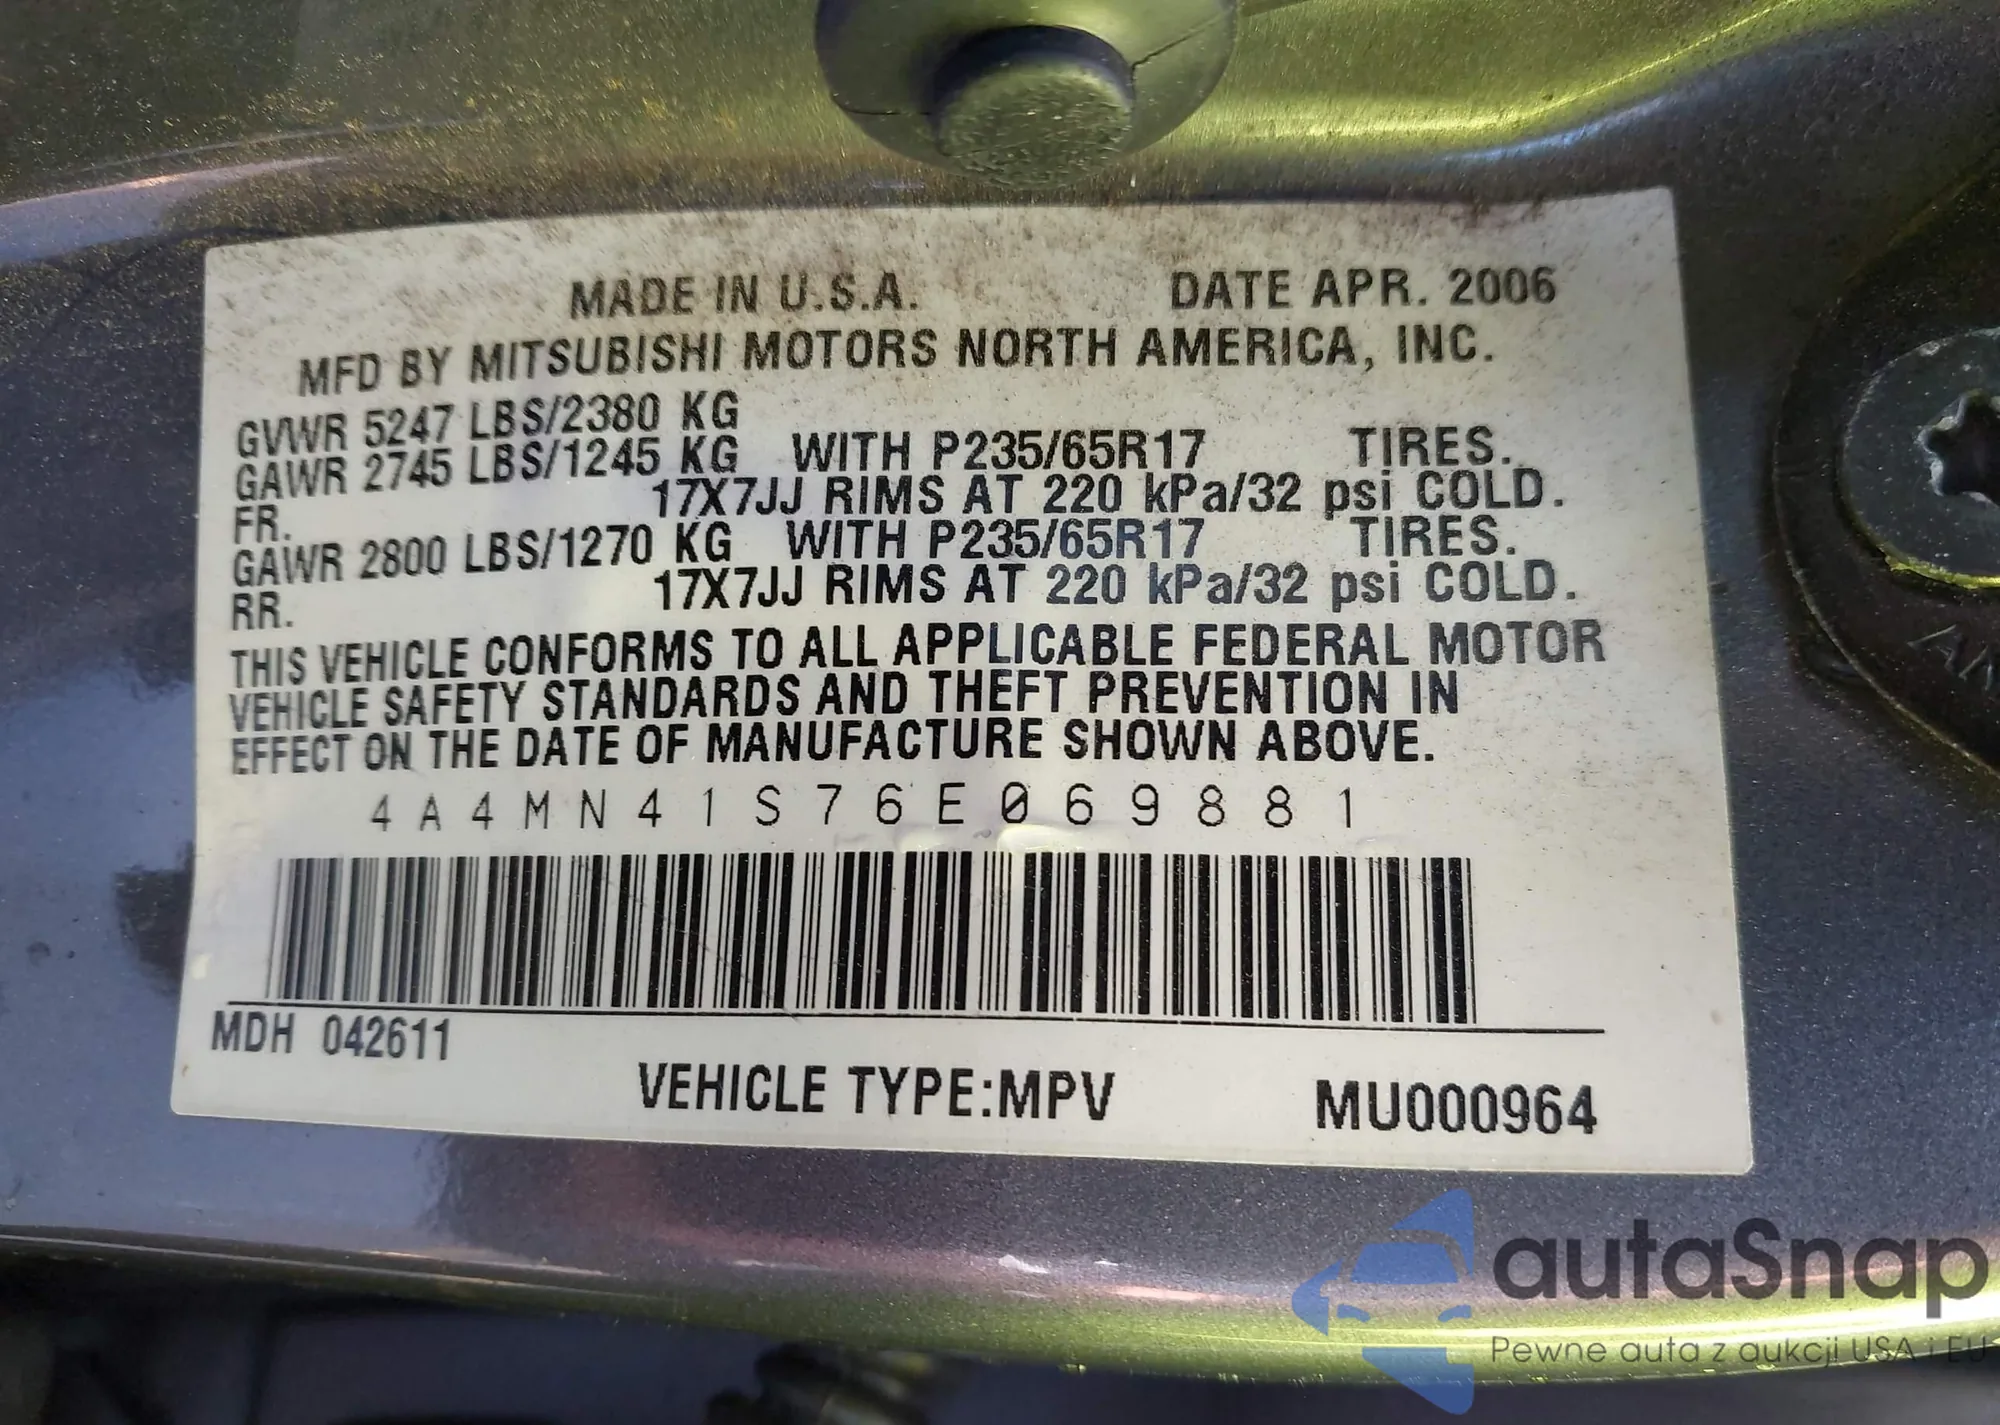 MADE IN U.S.A. DATE APR. 2006
MFD BY MITSUBISHI MOTORS NORTH AMERICA, INC.
GVWR 5247 LBS/2380 KG
GAWR 2745 LBS/1245 KG WITH P235/65R17 TIRES.
FR. 17X7JJ RIMS AT 220 kPa/32 psi COLD.
GAWR 2800 LBS/1270 KG WITH P235/65R17 TIRES.
RR. 17X7JJ RIMS AT 220 kPa/32 psi COLD.
THIS VEHICLE CONFORMS TO ALL APPLICABLE FEDERAL MOTOR
VEHICLE SAFETY STANDARDS AND THEFT PREVENTION IN
EFFECT ON THE DATE OF MANUFACTURE SHOWN ABOVE.
4A4MN41S76E069881
MDH 042611
VEHICLE TYPE:MPV MU000964
autaSnap
Pewne auta z aukcji USA i EU